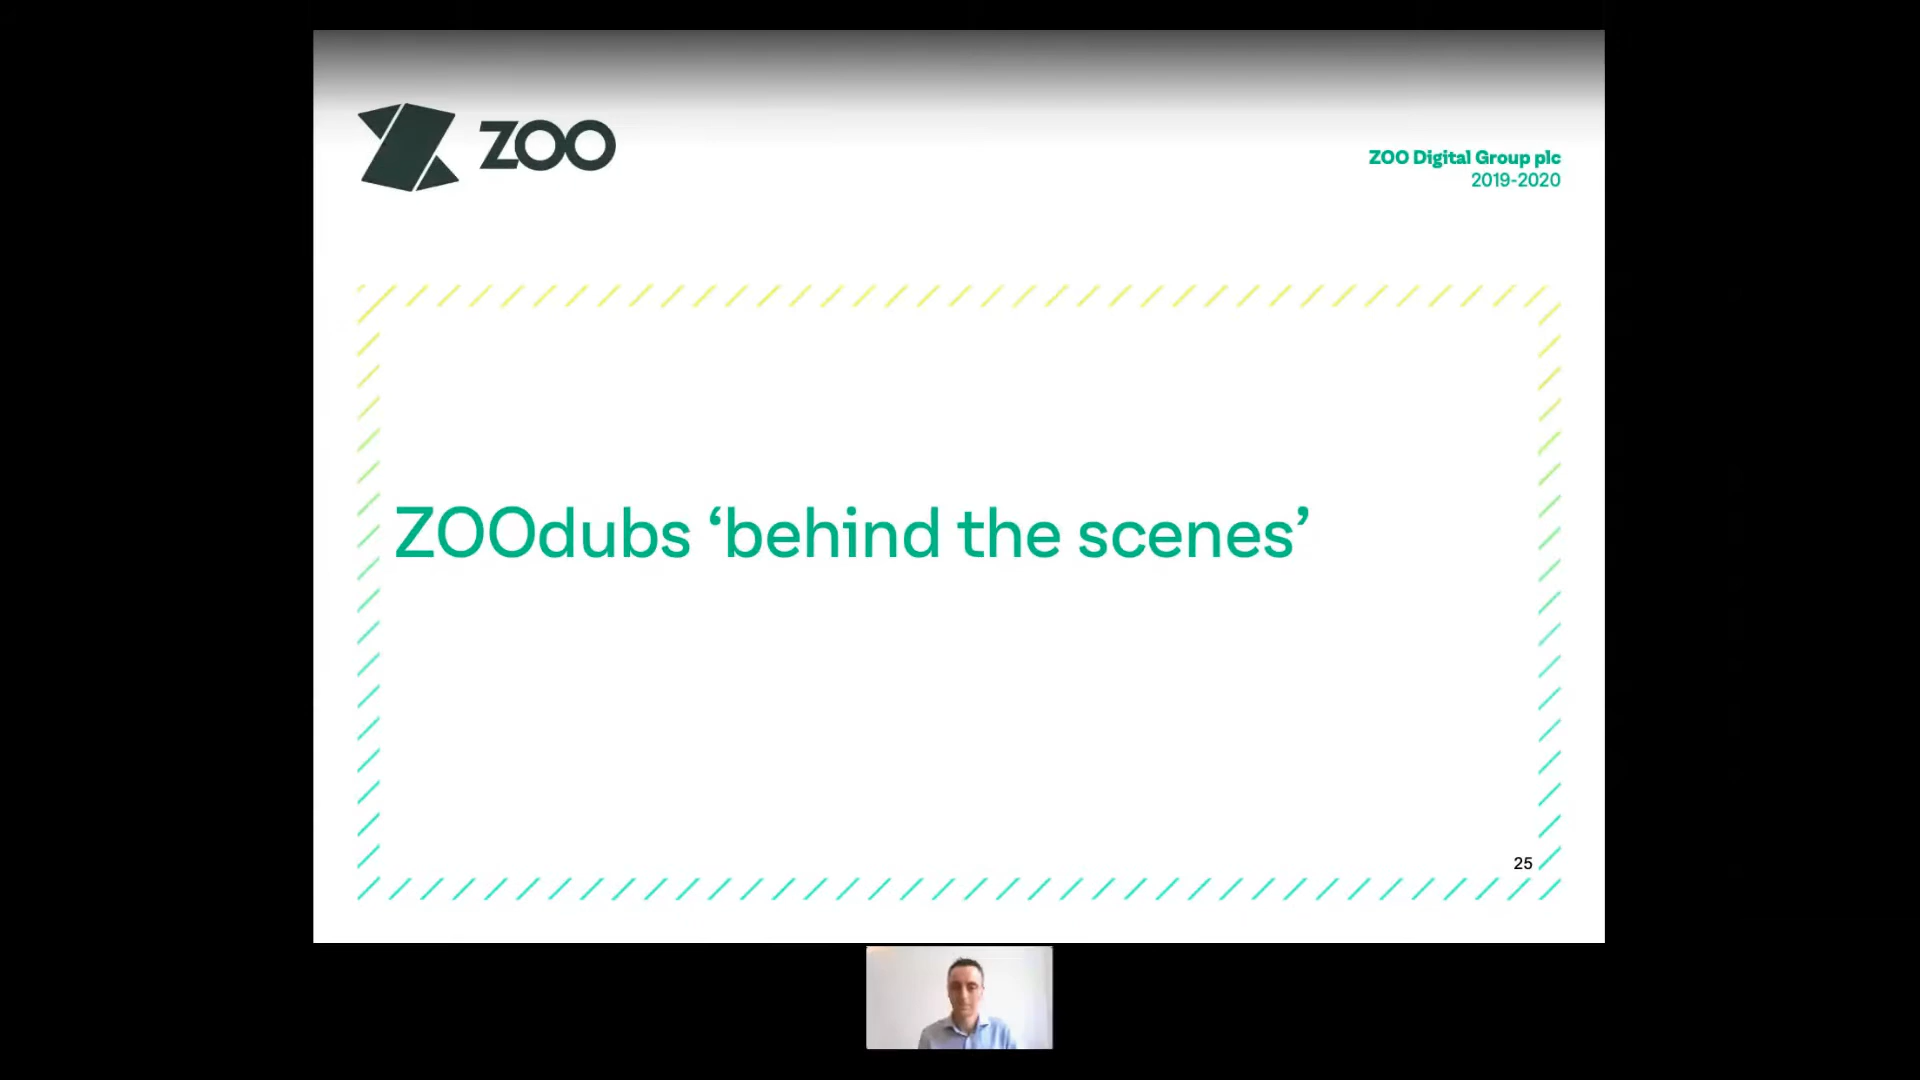 ZOO
ZOO Digital Group plc
2019-2020
ZOOdubs ‘behind the scenes’
25